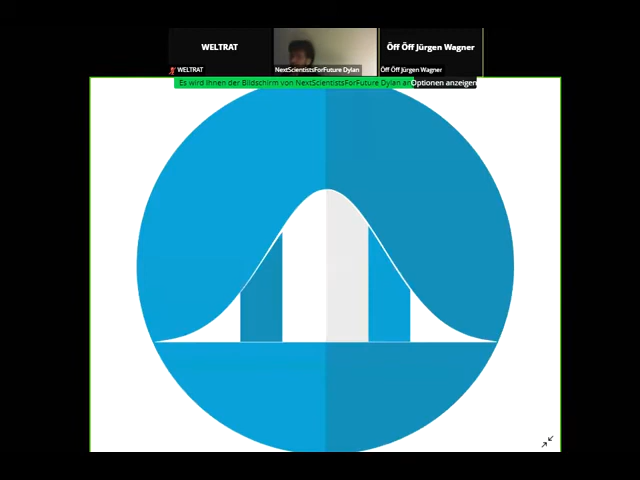 WELTRAT
Öff Öff Jürgen Wagner
WELTRAT
NextScientistsForFuture Dylan
Öff Öff Jürgen Wagner
Es wird Ihnen der Bildschirm von NextScientistsForFuture Dylan an
Optionen anzeigen